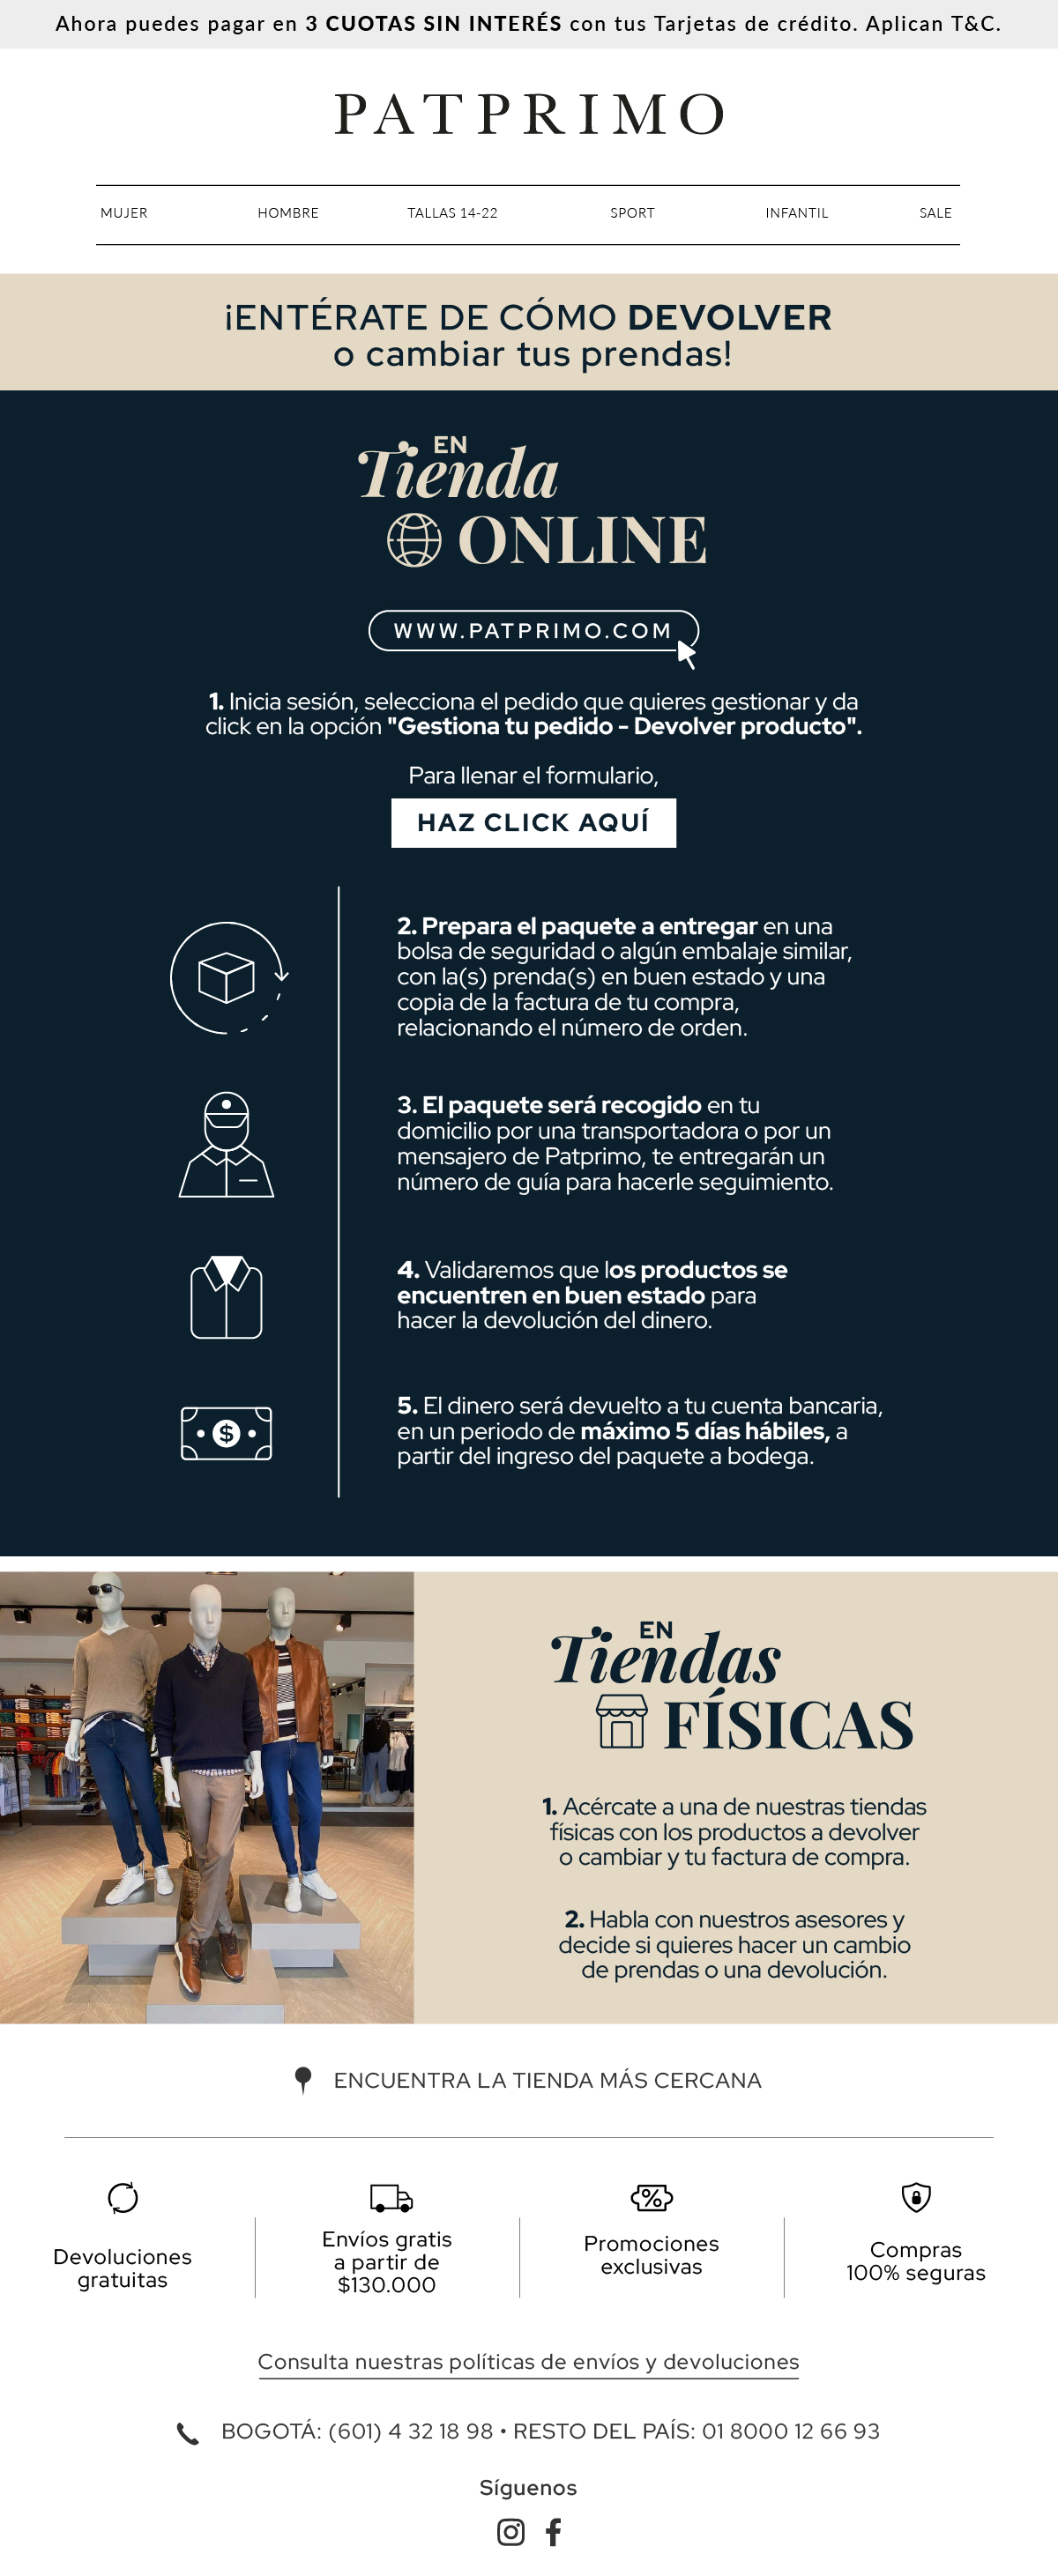 Ahora puedes pagar en 3 CUOTAS SIN INTERÉS con tus Tarjetas de crédito. Aplican T&C.
PATPRIMO
MUJER HOMBRE TALLAS 14-22 SPORT INFANTIL SALE
¡ENTÉRATE DE CÓMO DEVOLVER
o cambiar tus prendas!
EN
Tienda
ONLINE
WWW.PATPRIMO.COM
1. Inicia sesión, selecciona el pedido que quieres gestionar y da
click en la opción "Gestiona tu pedido - Devolver producto".
Para llenar el formulario,
HAZ CLICK AQUÍ
2. Prepara el paquete a entregar en una
bolsa de seguridad o algún embalaje similar,
con la(s) prenda(s) en buen estado y una
copia de la factura de tu compra,
relacionando el número de orden.
3. El paquete será recogido en tu
domicilio por una transportadora o por un
mensajero de Patprimo, te entregarán un
número de guía para hacerle seguimiento.
4. Validaremos que los productos se
encuentren en buen estado para
hacer la devolución del dinero.
$
5. El dinero será devuelto a tu cuenta bancaria,
en un periodo de máximo 5 días hábiles, a
partir del ingreso del paquete a bodega.
EN
Tiendas
FÍSICAS
1. Acércate a una de nuestras tiendas
físicas con los productos a devolver
o cambiar y tu factura de compra.
2. Habla con nuestros asesores y
decide si quieres hacer un cambio
de prendas o una devolución.
ENCUENTRA LA TIENDA MÁS CERCANA
%
Devoluciones
gratuitas
Envíos gratis
a partir de
$130.000
Promociones
exclusivas
Compras
100% seguras
Consulta nuestras políticas de envíos y devoluciones
BOGOTÁ: (601) 4 32 18 98 • RESTO DEL PAÍS: 01 8000 12 66 93
Síguenos